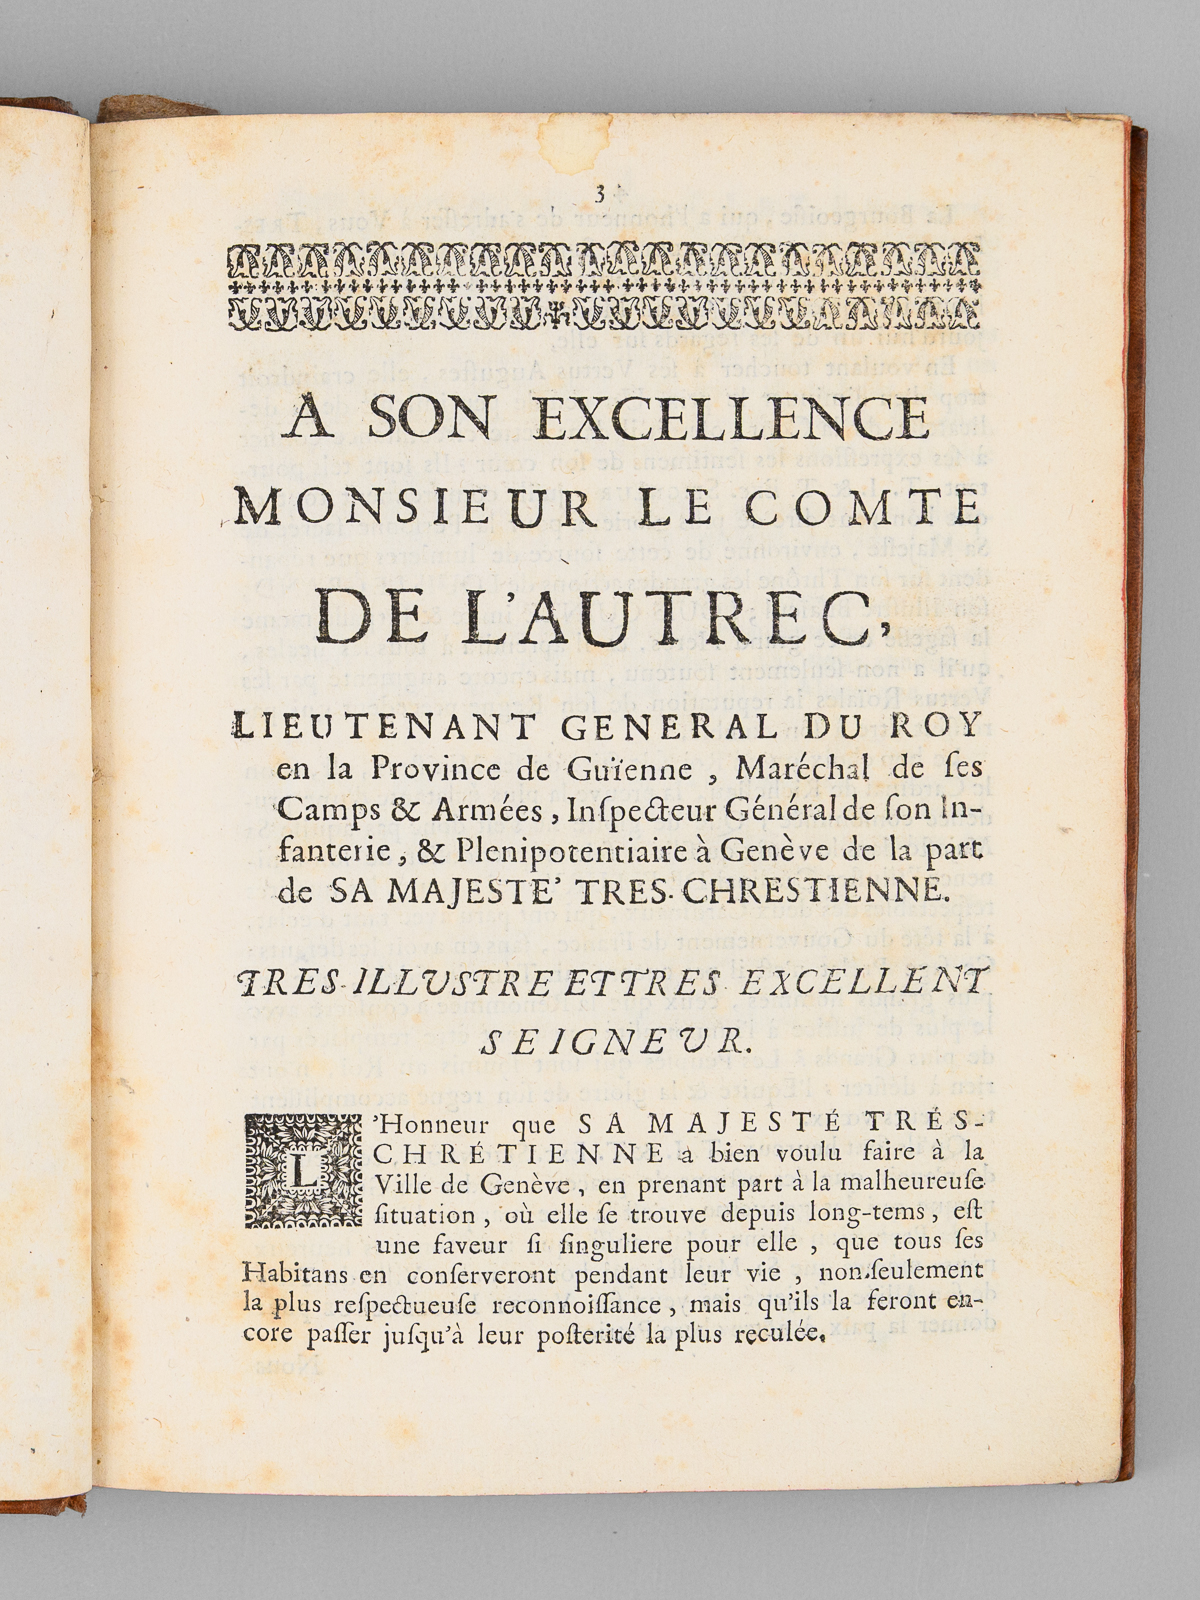 3
A SON EXCELLENCE
MONSIEUR LE COMTE
DE L'AUTREC,
LIEUTENANT GENERAL DU ROY
en la Province de Guïenne, Maréchal de ſes
Camps & Armées, Inſpecteur Général de ſon In-
fanterie, & Plenipotentiaire à Genève de la part
de SA MAJESTE' TRES-CHRESTIENNE.
TRES-ILLUSTRE ET TRES EXCELLENT
SEIGNEUR.
L'Honneur que SA MAJESTÉ TRÉS-
CHRÉTIENNE a bien voulu faire à la
Ville de Genève, en prenant part à la malheureuſe
ſituation, où elle ſe trouve depuis long-tems, eſt
une faveur ſi ſinguliere pour elle, que tous ſes
Habitans en conſerveront pendant leur vie, non-ſeulement
la plus reſpectueuſe reconnoiſſance, mais qu'ils la feront en-
core paſſer juſqu'à leur poſterité la plus reculée.